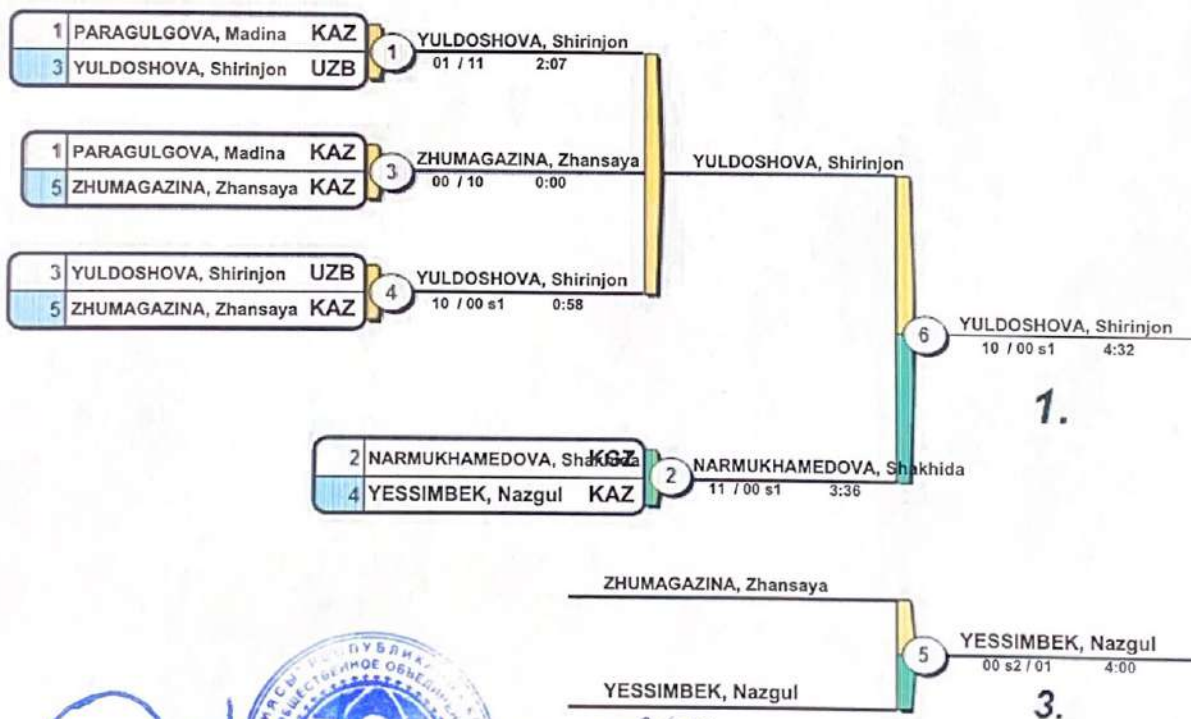 1 PARAGULGOVA, Madina KAZ
3 YULDOSHOVA, Shirinjon UZB
1
YULDOSHOVA, Shirinjon
01 / 11 2:07
1 PARAGULGOVA, Madina KAZ
5 ZHUMAGAZINA, Zhansaya KAZ
3
ZHUMAGAZINA, Zhansaya
00 / 10 0:00
YULDOSHOVA, Shirinjon
3 YULDOSHOVA, Shirinjon UZB
5 ZHUMAGAZINA, Zhansaya KAZ
4
YULDOSHOVA, Shirinjon
10 / 00 s1 0:58
6
YULDOSHOVA, Shirinjon
10 / 00 s1 4:32
1.
2 NARMUKHAMEDOVA, Shakhida KGZ
4 YESSIMBEK, Nazgul KAZ
2
NARMUKHAMEDOVA, Shakhida
11 / 00 s1 3:36
ZHUMAGAZINA, Zhansaya
5
YESSIMBEK, Nazgul
00 s2 / 01 4:00
YESSIMBEK, Nazgul
3.